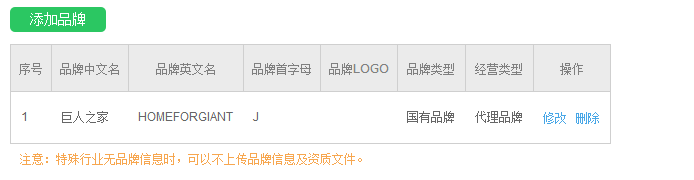 添加品牌
序号 品牌中文名 品牌英文名 品牌首字母 品牌LOGO 品牌类型 经营类型 操作
1 巨人之家 HOMEFORGIANT J 国有品牌 代理品牌 修改 删除
注意：特殊行业无品牌信息时，可以不上传品牌信息及资质文件。